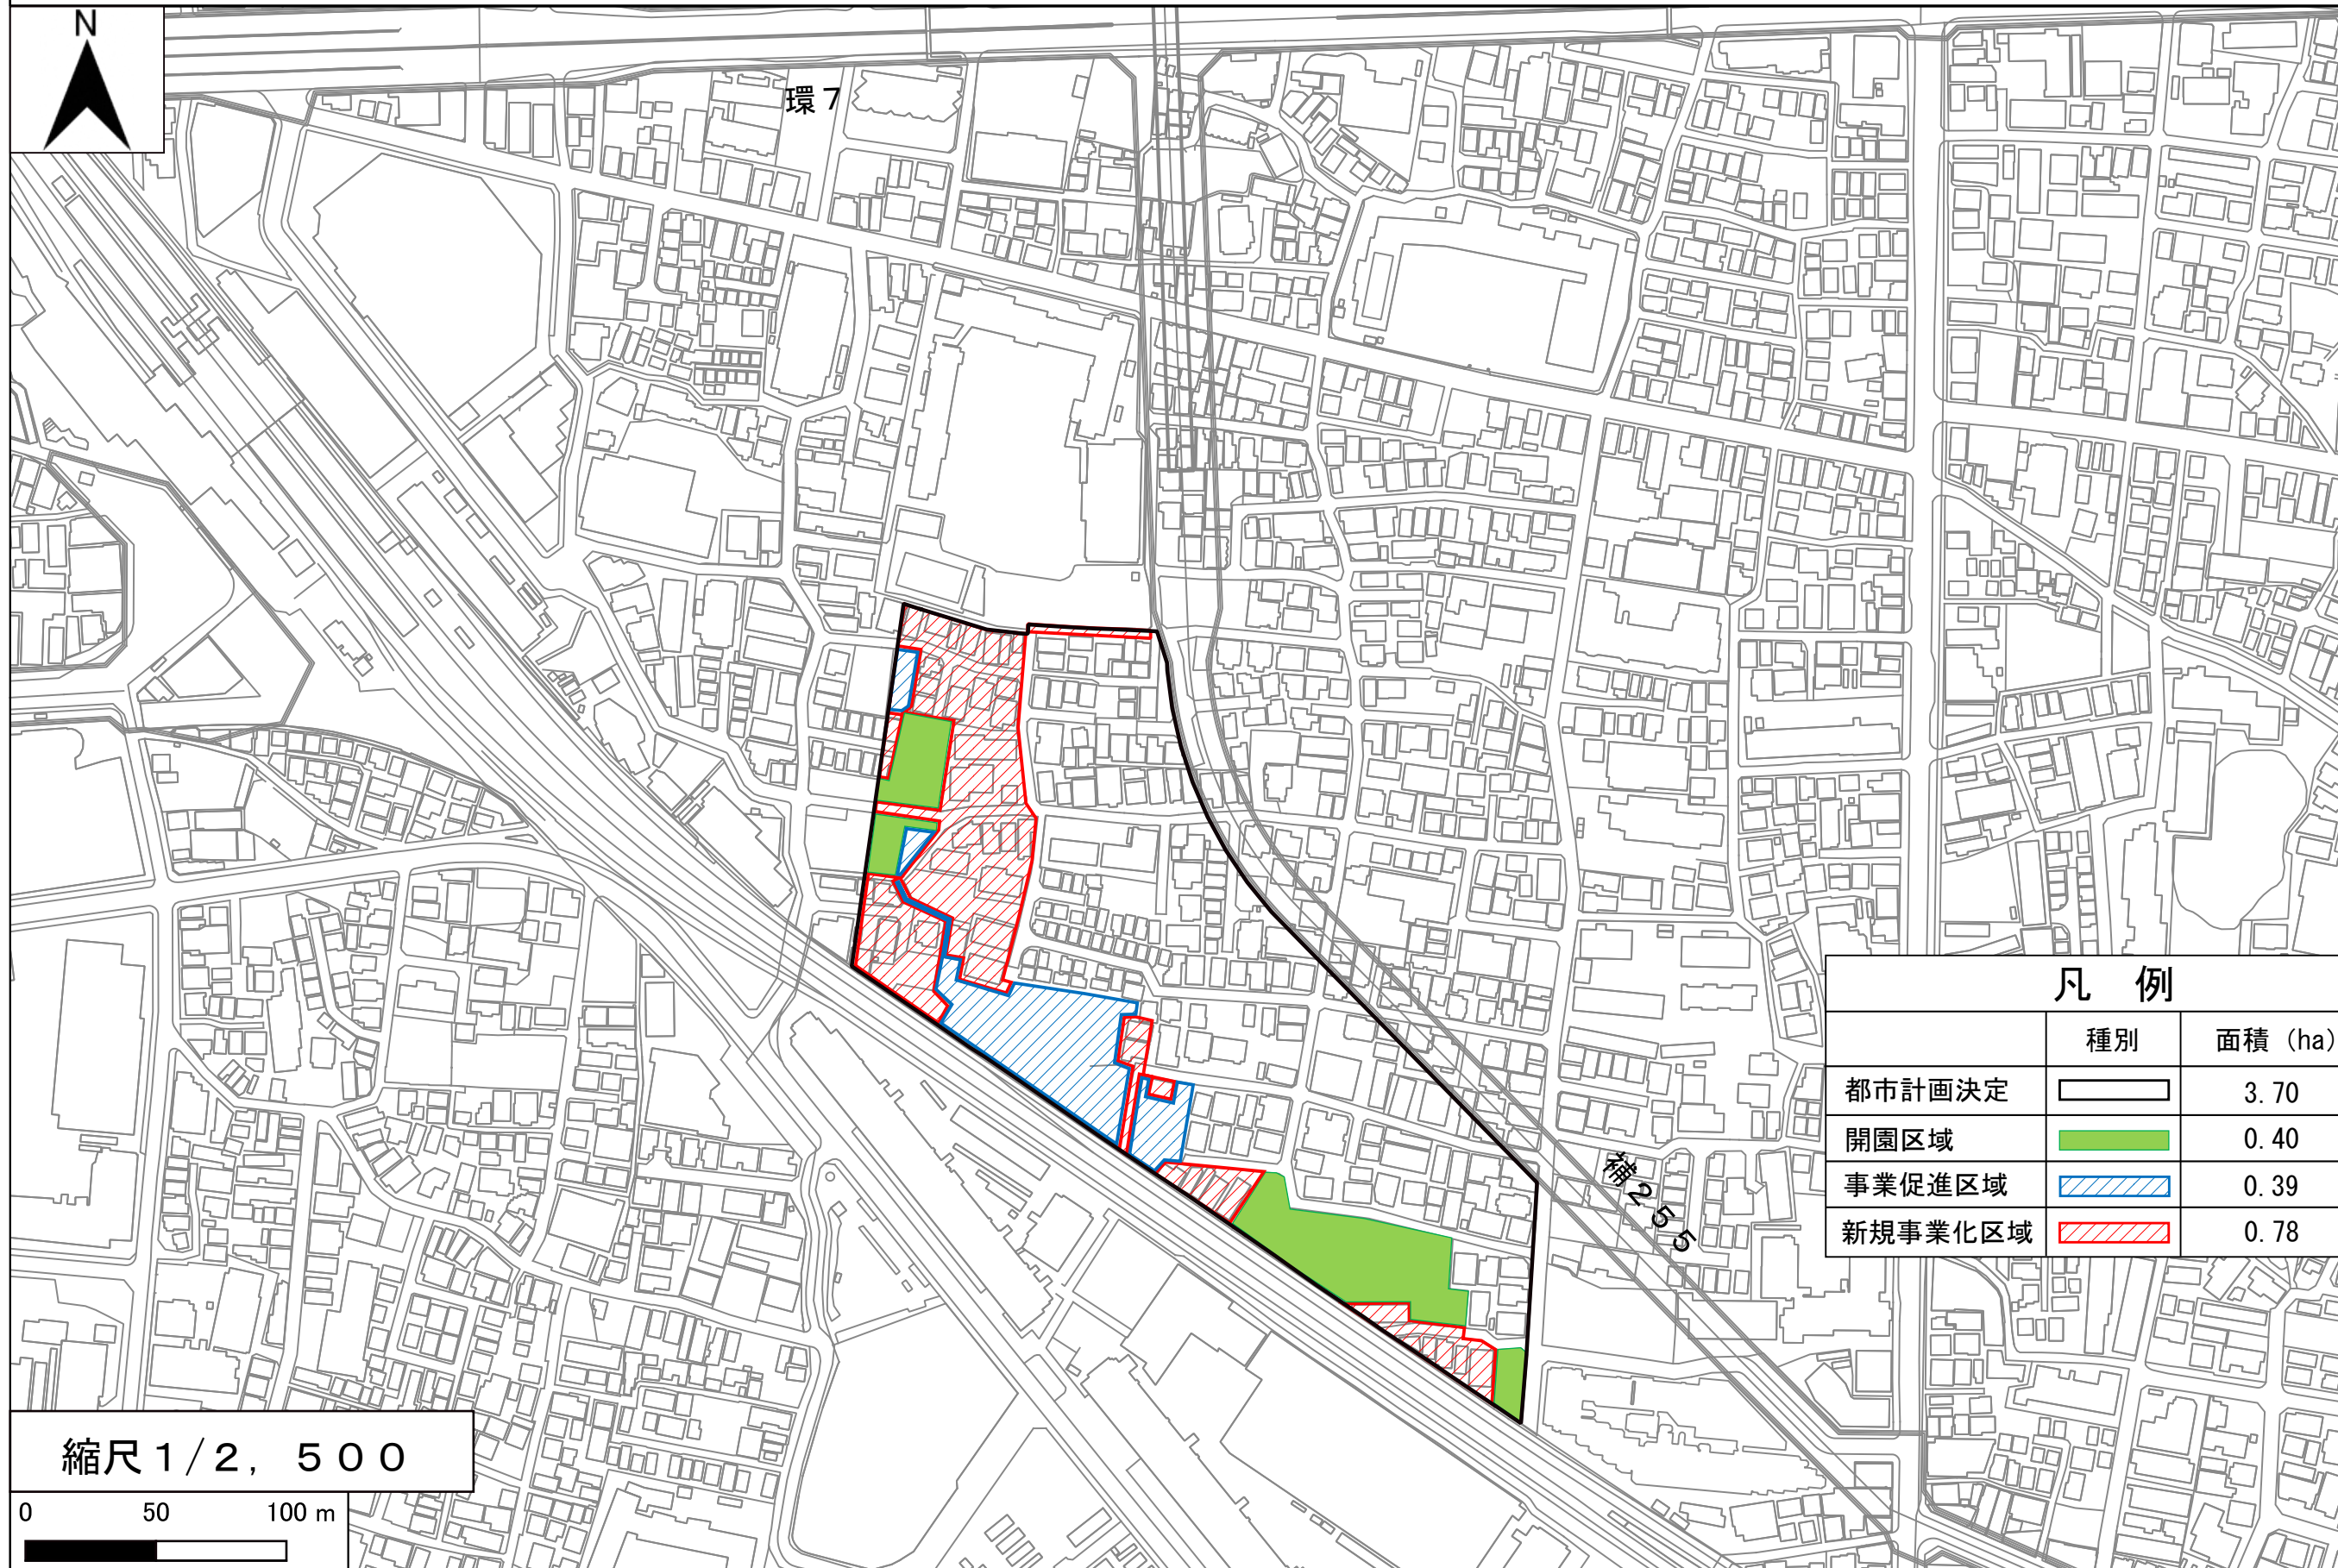 N
環7
補255
凡 例
種別 面積 (ha)
都市計画決定 3.70
開園区域 0.40
事業促進区域 0.39
新規事業化区域 0.78
縮尺1/2,500
0 50 100 m